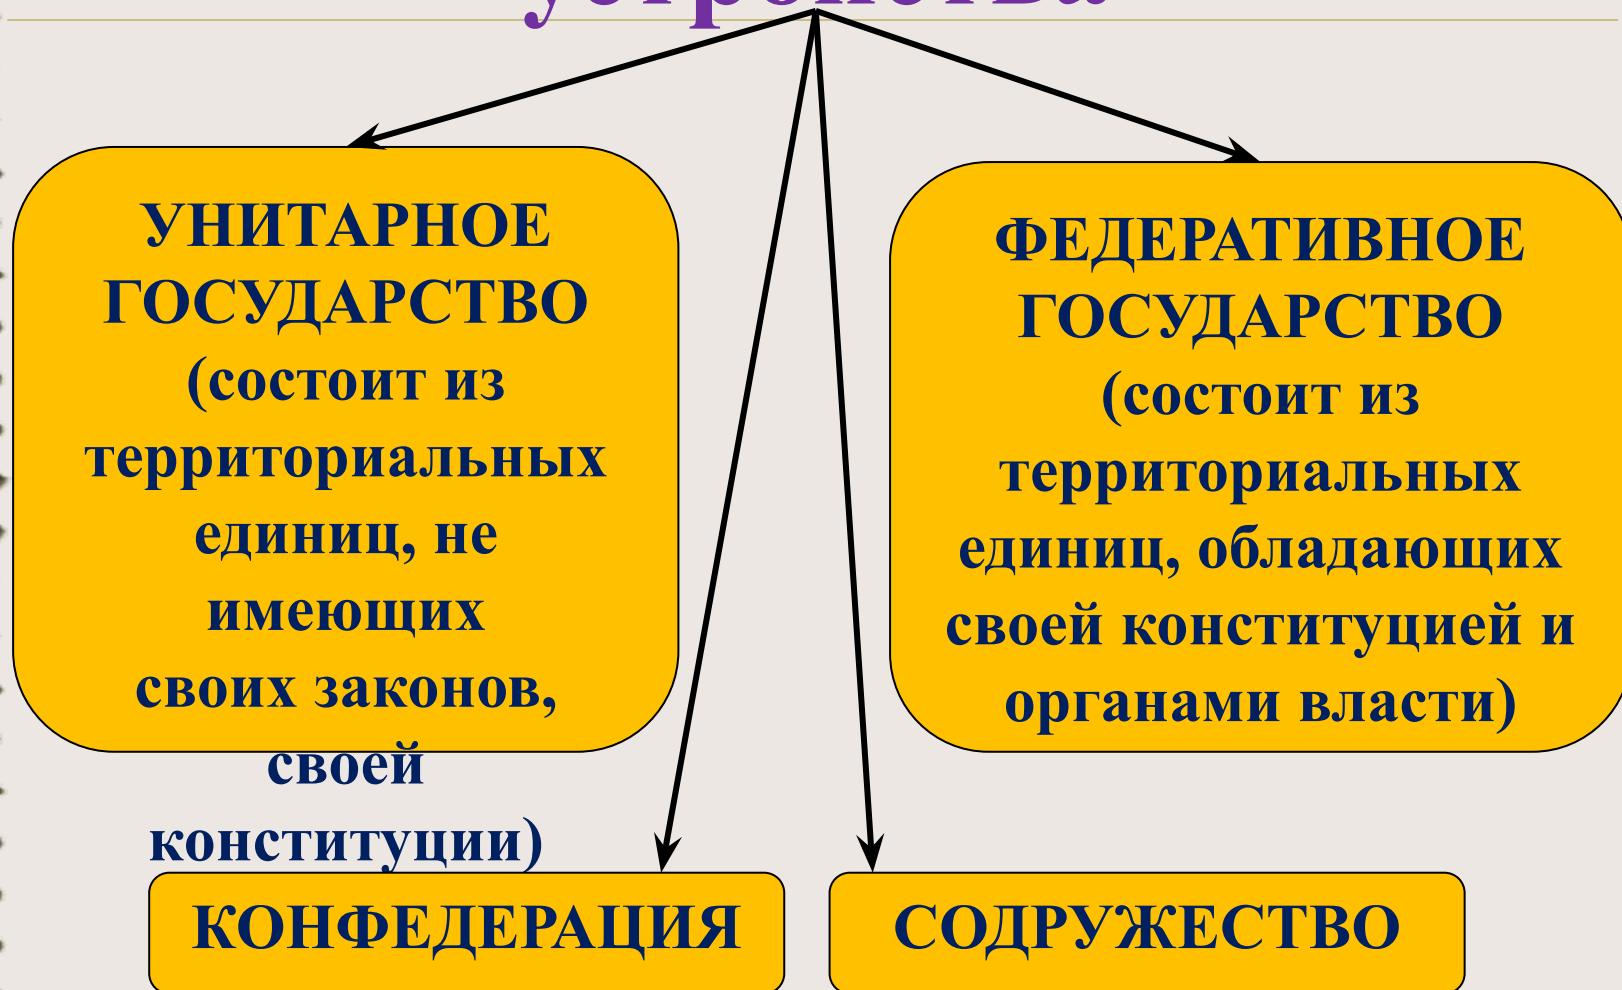 устройства
УНИТАРНОЕ
ГОСУДАРСТВО
(состоит из
территориальных
единиц, не
имеющих
своих законов,
своей
конституции)
ФЕДЕРАТИВНОЕ
ГОСУДАРСТВО
(состоит из
территориальных
единиц, обладающих
своей конституцией и
органами власти)
КОНФЕДЕРАЦИЯ
СОДРУЖЕСТВО